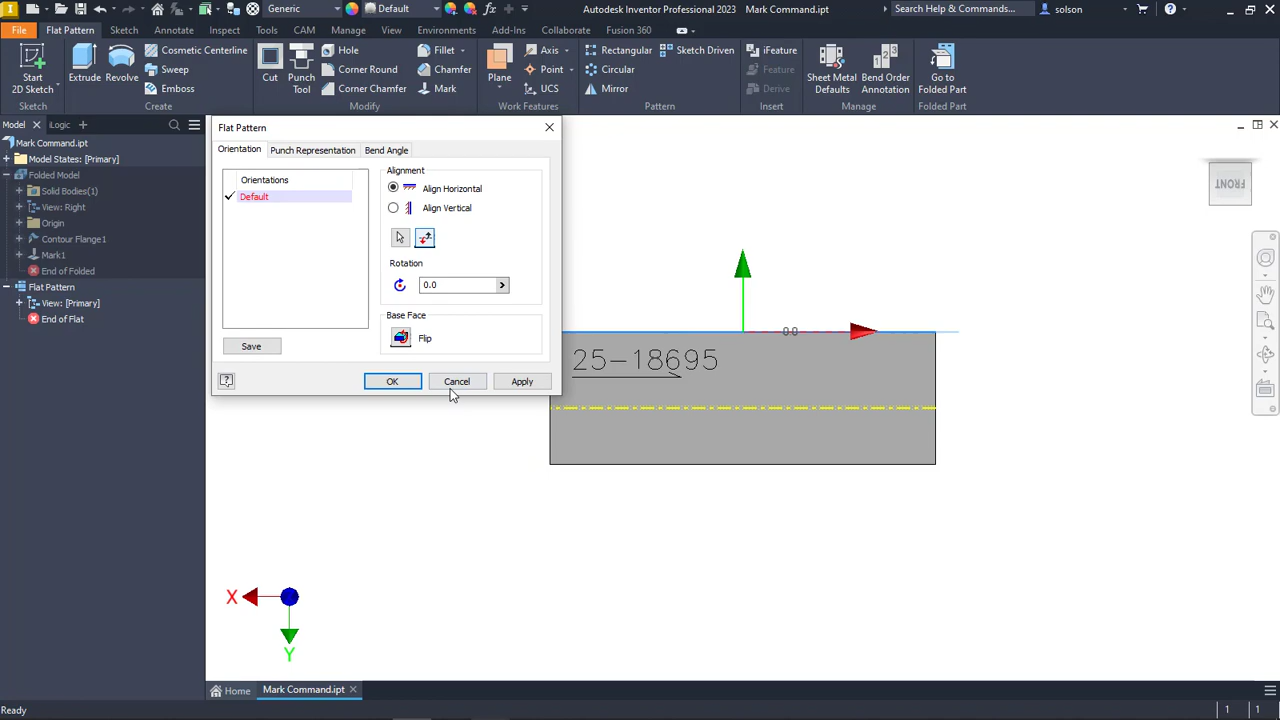 Generic
Default
Autodesk Inventor Professional 2023   Mark Command.ipt
Search Help & Commands...
solson
File
Flat Pattern
Sketch
Annotate
Inspect
Tools
CAM
Manage
View
Environments
Add-Ins
Collaborate
Fusion 360
Start
2D Sketch
Sketch
Extrude
Revolve
Cosmetic Centerline
Sweep
Emboss
Create
Cut
Punch
Tool
Hole
Corner Round
Corner Chamfer
Fillet
Chamfer
Mark
Modify
Plane
Axis
Point
UCS
Work Features
Rectangular
Circular
Mirror
Sketch Driven
Pattern
iFeature
Feature
Derive
Insert
Sheet Metal
Defaults
Bend Order
Annotation
Manage
Go to
Folded Part
Folded Part
Model
iLogic
Mark Command.ipt
Model States: [Primary]
Folded Model
Solid Bodies(1)
View: Right
Origin
Contour Flange1
Mark1
End of Folded
Flat Pattern
View: [Primary]
End of Flat
Flat Pattern
Orientation
Punch Representation
Bend Angle
Orientations
Default
Save
Alignment
Align Horizontal
Align Vertical
Rotation
0.0
Base Face
Flip
OK
Cancel
Apply
0.0
25-18695
FRONT
X
Y
Home
Mark Command.ipt
Ready
1
1